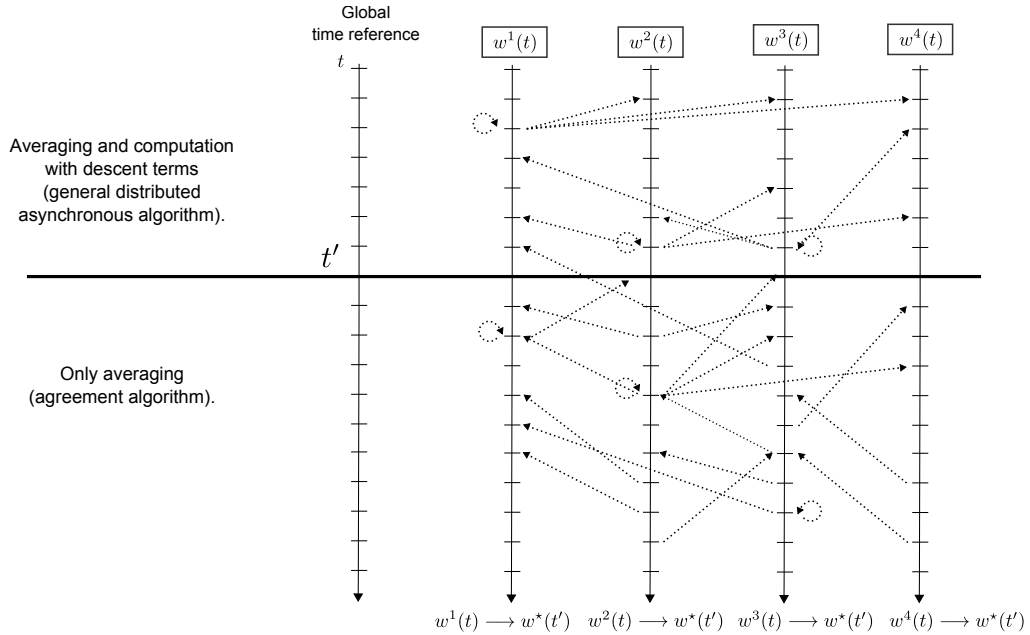 Global
time reference
t
w^1(t)
w^2(t)
w^3(t)
w^4(t)
Averaging and computation
with descent terms
(general distributed
asynchronous algorithm).
t′
Only averaging
(agreement algorithm).
w^1(t) ⟶ w^⋆(t′)
w^2(t) ⟶ w^⋆(t′)
w^3(t) ⟶ w^⋆(t′)
w^4(t) ⟶ w^⋆(t′)